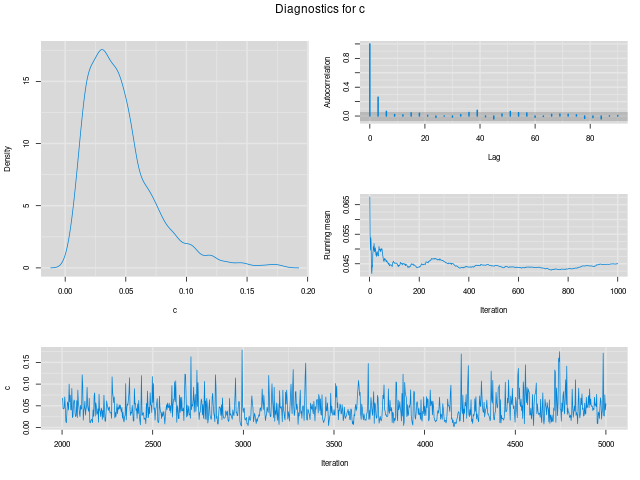 Diagnostics for c
Density
0 5 10 15
0.00 0.05 0.10 0.15 0.20
c
Autocorrelation
0.0 0.4 0.8
0 20 40 60 80
Lag
Running mean
0.045 0.055 0.065
0 200 400 600 800 1000
Iteration
c
0.00 0.05 0.10 0.15
2000 2500 3000 3500 4000 4500 5000
Iteration